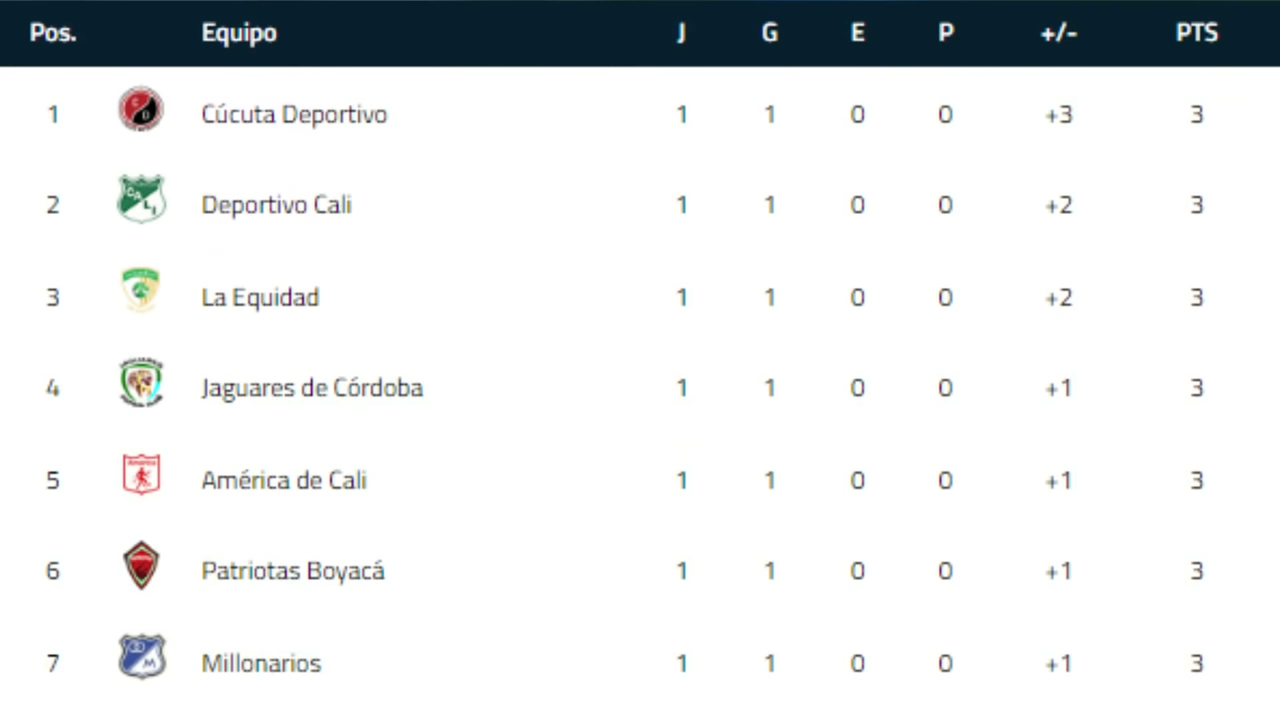 Pos. Equipo J G E P +/- PTS
1 Cúcuta Deportivo 1 1 0 0 +3 3
2 Deportivo Cali 1 1 0 0 +2 3
3 La Equidad 1 1 0 0 +2 3
4 Jaguares de Córdoba 1 1 0 0 +1 3
5 América de Cali 1 1 0 0 +1 3
6 Patriotas Boyacá 1 1 0 0 +1 3
7 Millonarios 1 1 0 0 +1 3